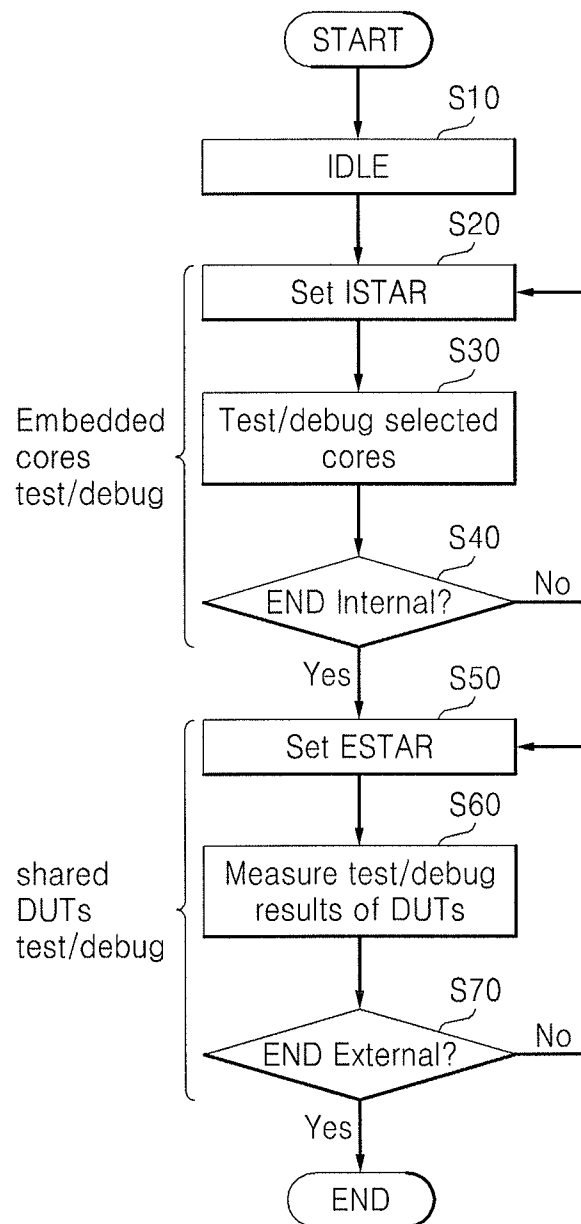 START
S10
IDLE
S20
Set ISTAR
S30
Test/debug selected
cores
Embedded
cores
test/debug
S40
END Internal?
No
Yes
S50
Set ESTAR
S60
Measure test/debug
results of DUTs
shared
DUTs
test/debug
S70
END External?
No
Yes
END